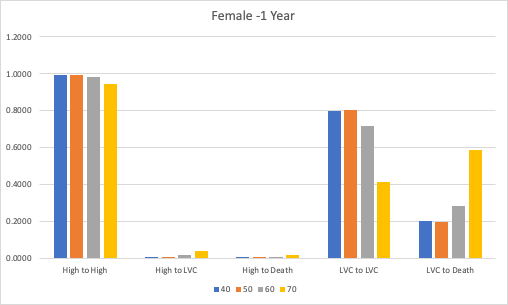 Female -1 Year
1.2000
1.0000
0.8000
0.6000
0.4000
0.2000
0.0000
High to High High to LVC High to Death LVC to LVC LVC to Death
40 50 60 70